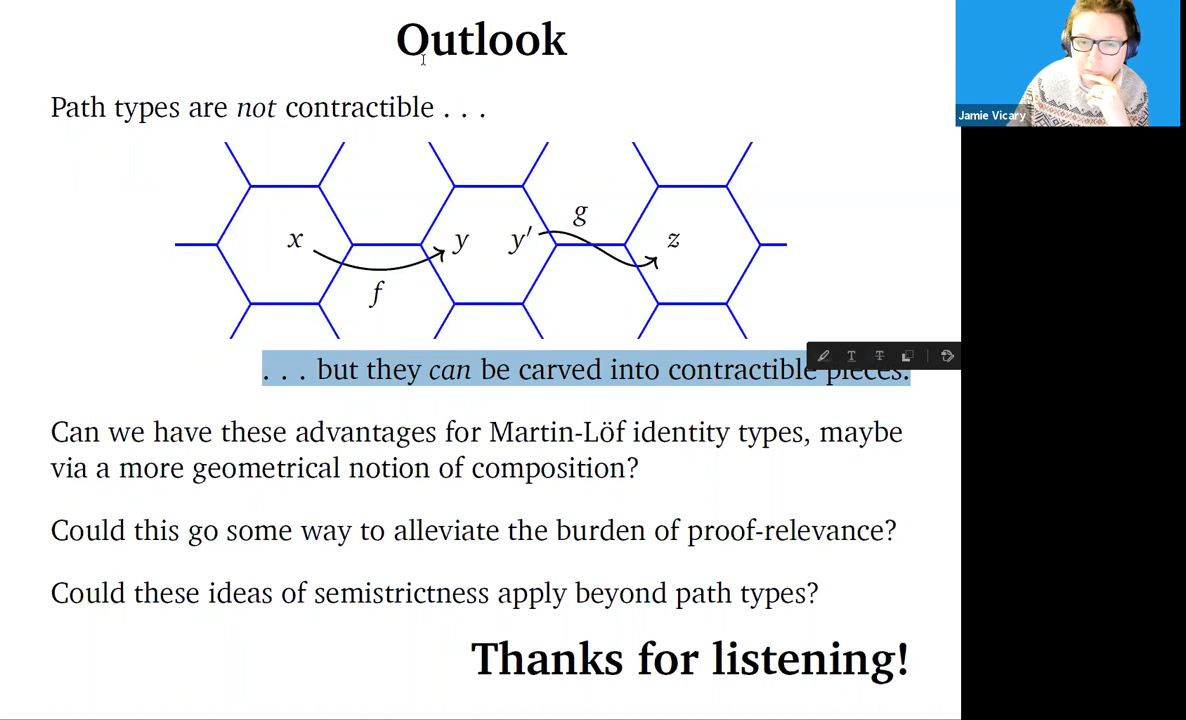 Outlook
Jamie Vicary
Path types are not contractible . . .
g
x
y
y′
z
f
. . . but they can be carved into contractible pieces.
Can we have these advantages for Martin-Löf identity types, maybe
via a more geometrical notion of composition?
Could this go some way to alleviate the burden of proof-relevance?
Could these ideas of semistrictness apply beyond path types?
Thanks for listening!